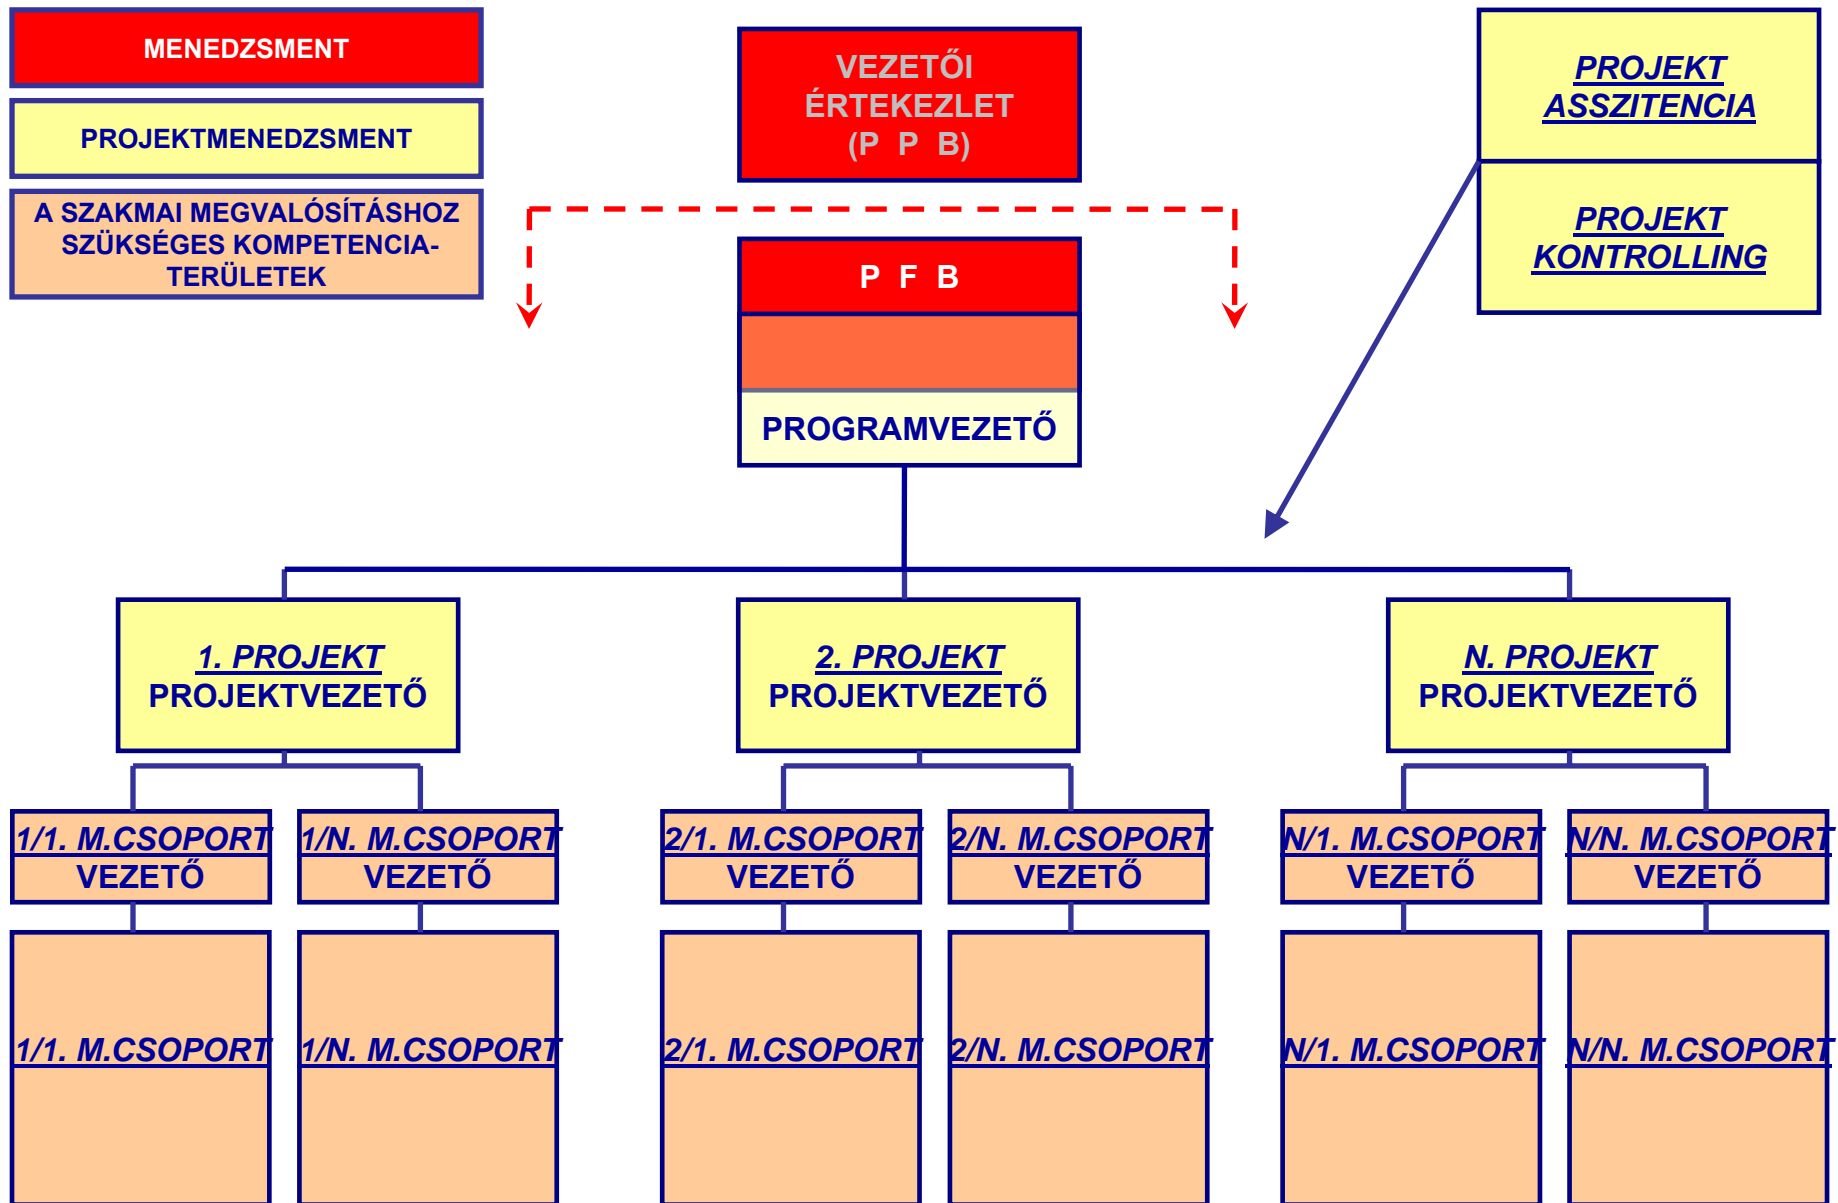 MENEDZSMENT
PROJEKTMENEDZSMENT
A SZAKMAI MEGVALÓSÍTÁSHOZ
SZÜKSÉGES KOMPETENCIA-
TERÜLETEK
VEZETŐI
ÉRTEKEZLET
(P P B)
PROJEKT
ASSZITENCIA
PROJEKT
KONTROLLING
P F B
PROGRAMVEZETŐ
1. PROJEKT
PROJEKTVEZETŐ
2. PROJEKT
PROJEKTVEZETŐ
N. PROJEKT
PROJEKTVEZETŐ
1/1. M.CSOPORT
VEZETŐ
1/N. M.CSOPORT
VEZETŐ
2/1. M.CSOPORT
VEZETŐ
2/N. M.CSOPORT
VEZETŐ
N/1. M.CSOPORT
VEZETŐ
N/N. M.CSOPORT
VEZETŐ
1/1. M.CSOPORT
1/N. M.CSOPORT
2/1. M.CSOPORT
2/N. M.CSOPORT
N/1. M.CSOPORT
N/N. M.CSOPORT